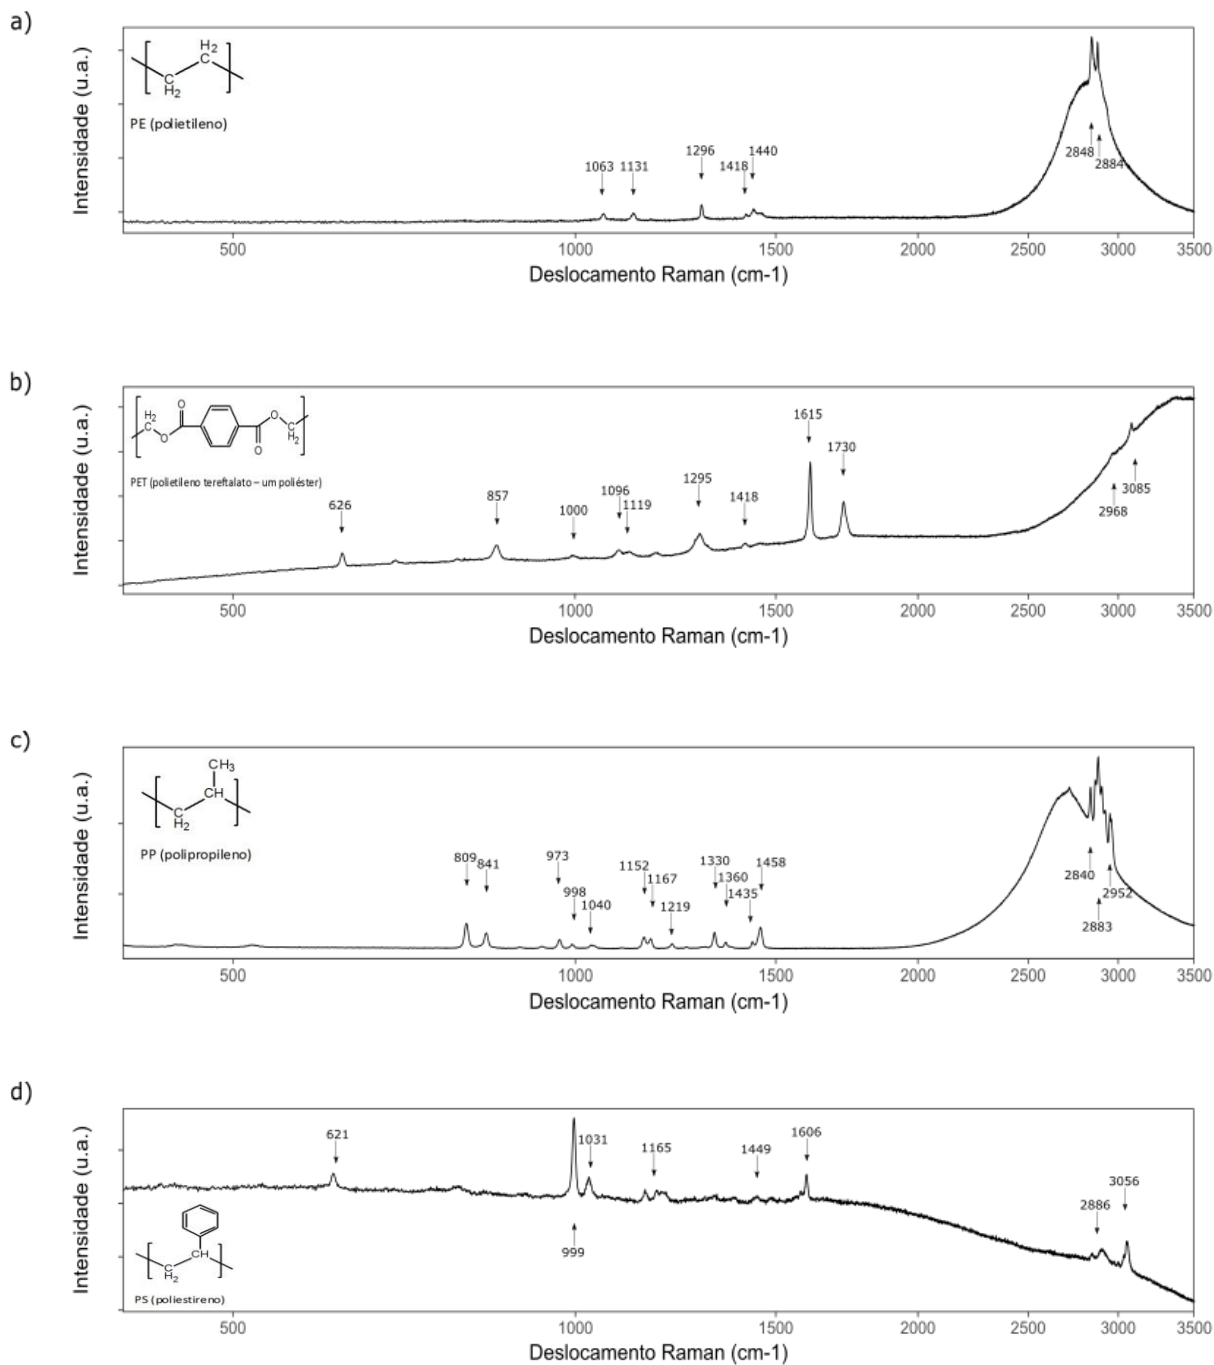 a)
Intensidade (u.a.)
H2
C
C
H2
PE (polietileno)
1063 1131 1296 1418 1440 2848 2884
500 1000 1500 2000 2500 3000 3500
Deslocamento Raman (cm-1)
b)
Intensidade (u.a.)
H2
C
O
O
O
O
C
H2
PET (polietileno tereftalato – um poliéster)
626 857 1000 1096 1119 1295 1418 1615 1730 2968 3085
500 1000 1500 2000 2500 3000 3500
Deslocamento Raman (cm-1)
c)
Intensidade (u.a.)
CH3
CH
C
H2
PP (polipropileno)
809 841 973 998 1040 1152 1167 1219 1330 1360 1435 1458 2840 2883 2952
500 1000 1500 2000 2500 3000 3500
Deslocamento Raman (cm-1)
d)
Intensidade (u.a.)
CH
C
H2
PS (poliestireno)
621 999 1031 1165 1449 1606 2886 3056
500 1000 1500 2000 2500 3000 3500
Deslocamento Raman (cm-1)